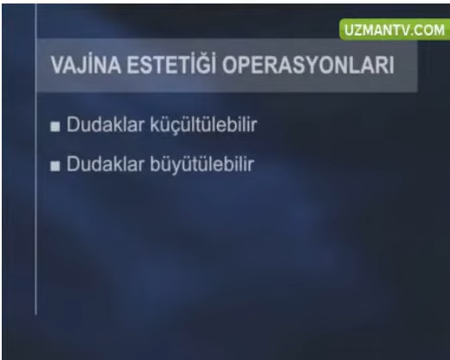 UZMANTV.COM
VAJİNA ESTETİĞİ OPERASYONLARI
■ Dudaklar küçültülebilir
■ Dudaklar büyütülebilir